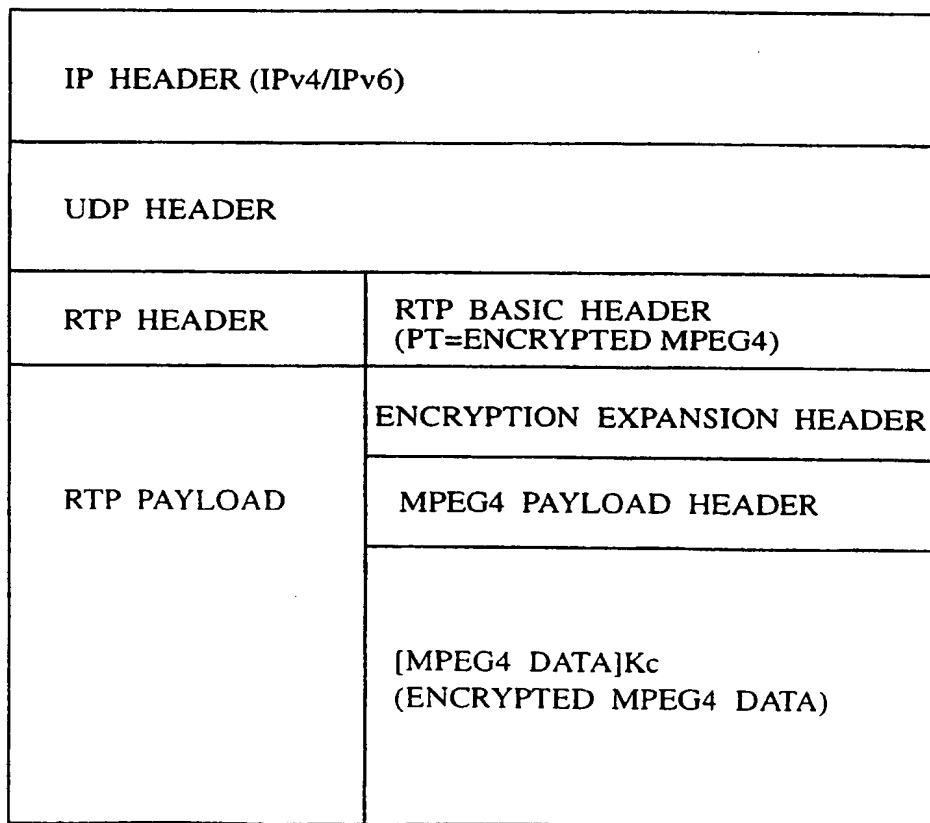 IP HEADER (IPv4/IPv6)
UDP HEADER
RTP HEADER
RTP BASIC HEADER
(PT=ENCRYPTED MPEG4)
RTP PAYLOAD
ENCRYPTION EXPANSION HEADER
MPEG4 PAYLOAD HEADER
[MPEG4 DATA]Kc
(ENCRYPTED MPEG4 DATA)